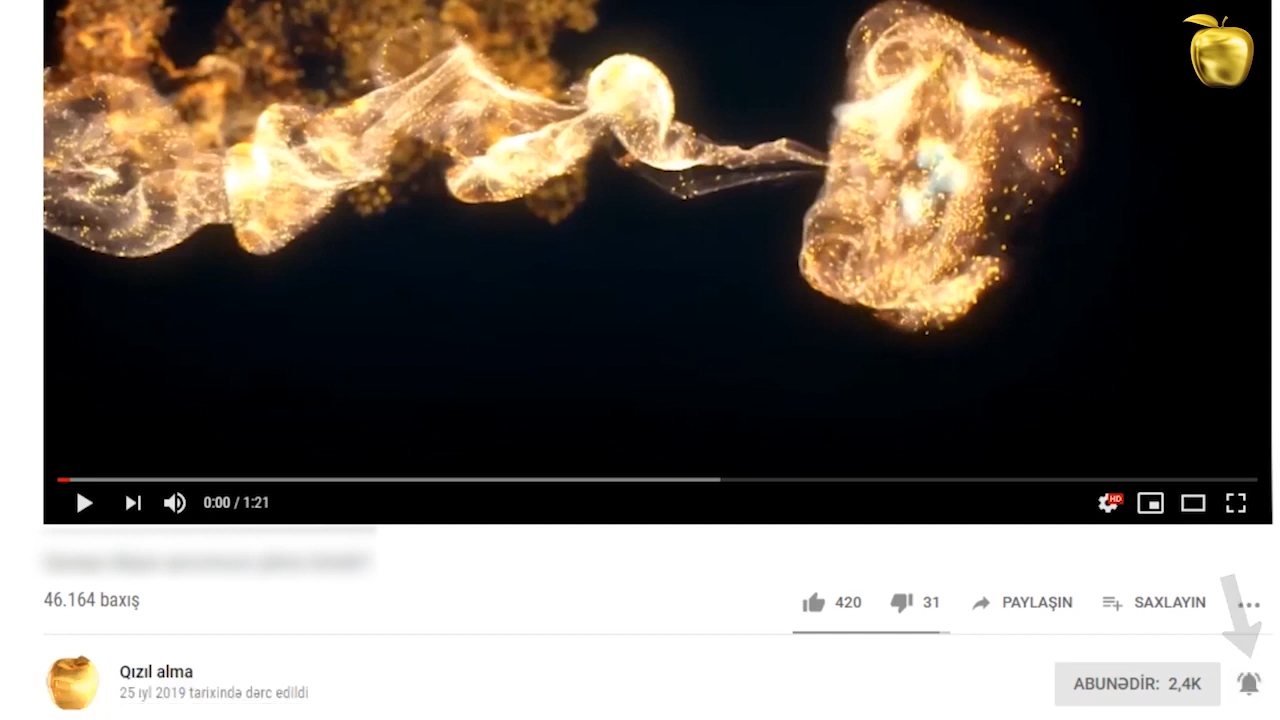 0:00 / 1:21
HD
46.164 baxış
420
31
PAYLAŞIN
SAXLAYIN
Qızıl alma
25 iyl 2019 tarixində dərc edildi
ABUNƏDİR: 2,4K